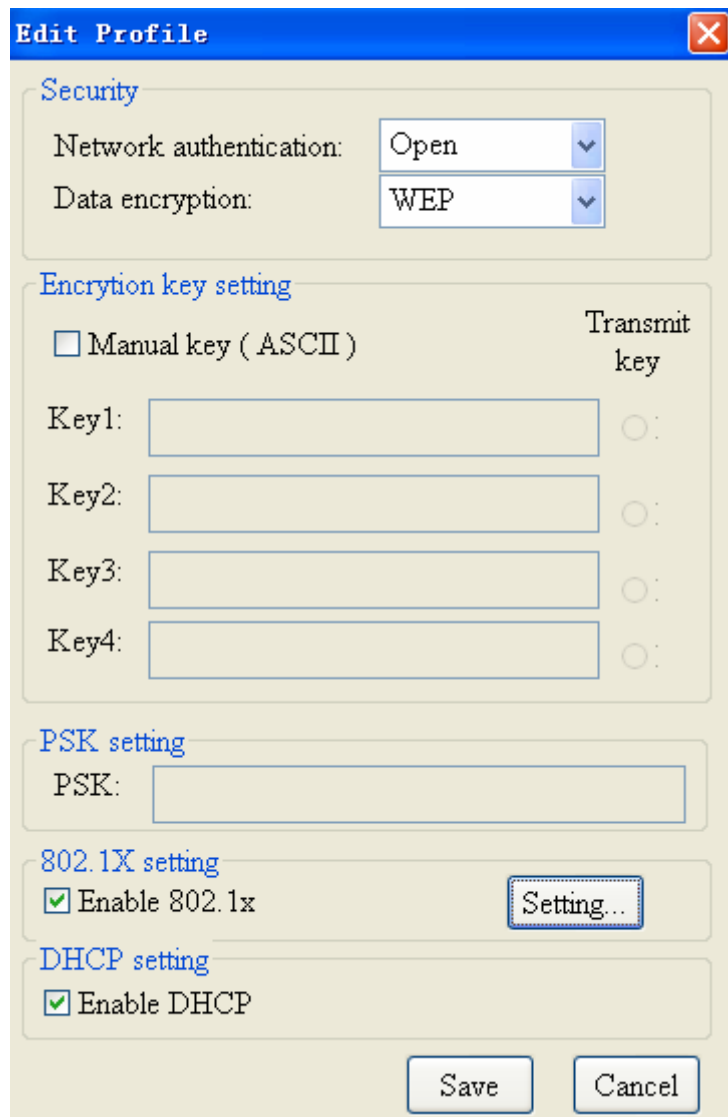 Edit Profile
Security
Network authentication: Open
Data encryption: WEP
Encrytion key setting
Manual key ( ASCII )
Transmit
key
Key1:
Key2:
Key3:
Key4:
PSK setting
PSK:
802.1X setting
Enable 802.1x
Setting...
DHCP setting
Enable DHCP
Save
Cancel